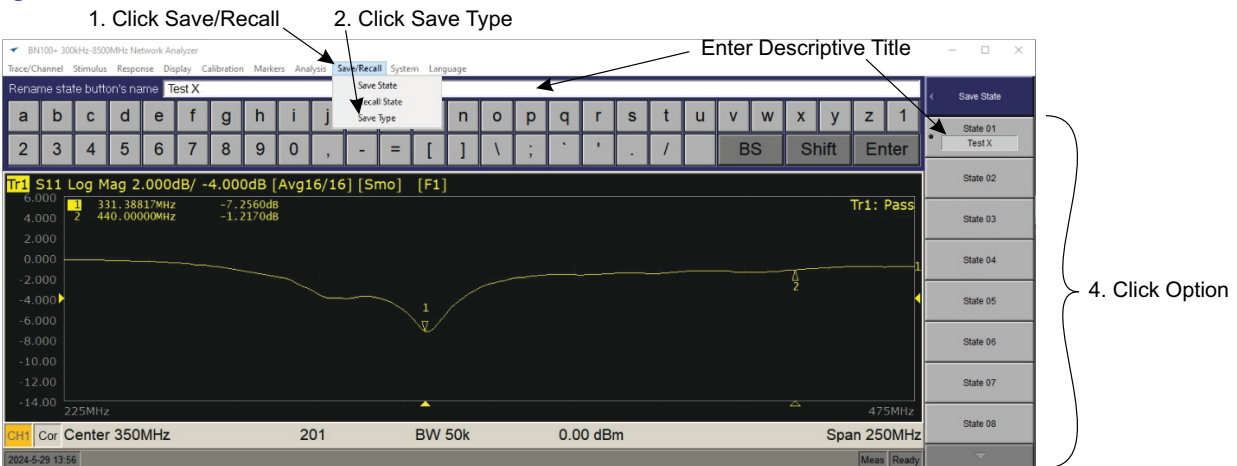 1. Click Save/Recall
2. Click Save Type
BN100+ 300kHz-8500MHz Network Analyzer
Enter Descriptive Title
Trace/Channel Stimulus Response Display Calibration Markers Analysis Save/Recall System Language
Rename state button's name Test X
Save State
Recall State
Save Type
a b c d e f g h i j n o p q r s t u v w x y z 1
2 3 4 5 6 7 8 9 0 , - = [ ] \ ; ` ' . / BS Shift Enter
Tr1 S11 Log Mag 2.000dB/ -4.000dB [Avg16/16] [Smo] [F1]
1 331.38817MHz -7.2560dB
2 440.00000MHz -1.2170dB
Tr1: Pass
6.000
4.000
2.000
0.000
-2.000
-4.000
-6.000
-8.000
-10.00
-12.00
-14.00
1
2
1
225MHz
475MHz
CH1 Cor Center 350MHz 201 BW 50k 0.00 dBm Span 250MHz
2024-5-29 13:56
Meas Ready
Save State
State 01
Test X
State 02
State 03
State 04
State 05
State 06
State 07
State 08
4. Click Option